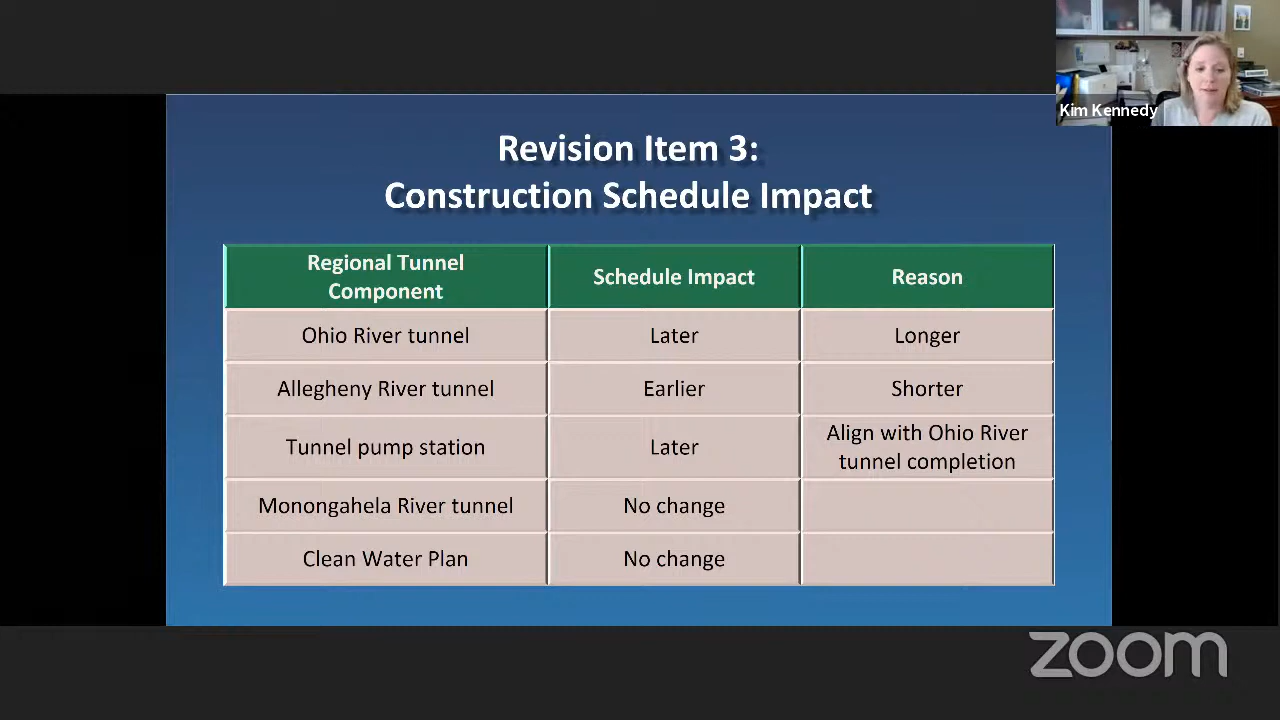 Kim Kennedy
Revision Item 3:
Construction Schedule Impact
Regional Tunnel
Component
Schedule Impact
Reason
Ohio River tunnel
Later
Longer
Allegheny River tunnel
Earlier
Shorter
Tunnel pump station
Later
Align with Ohio River
tunnel completion
Monongahela River tunnel
No change
Clean Water Plan
No change
zoom